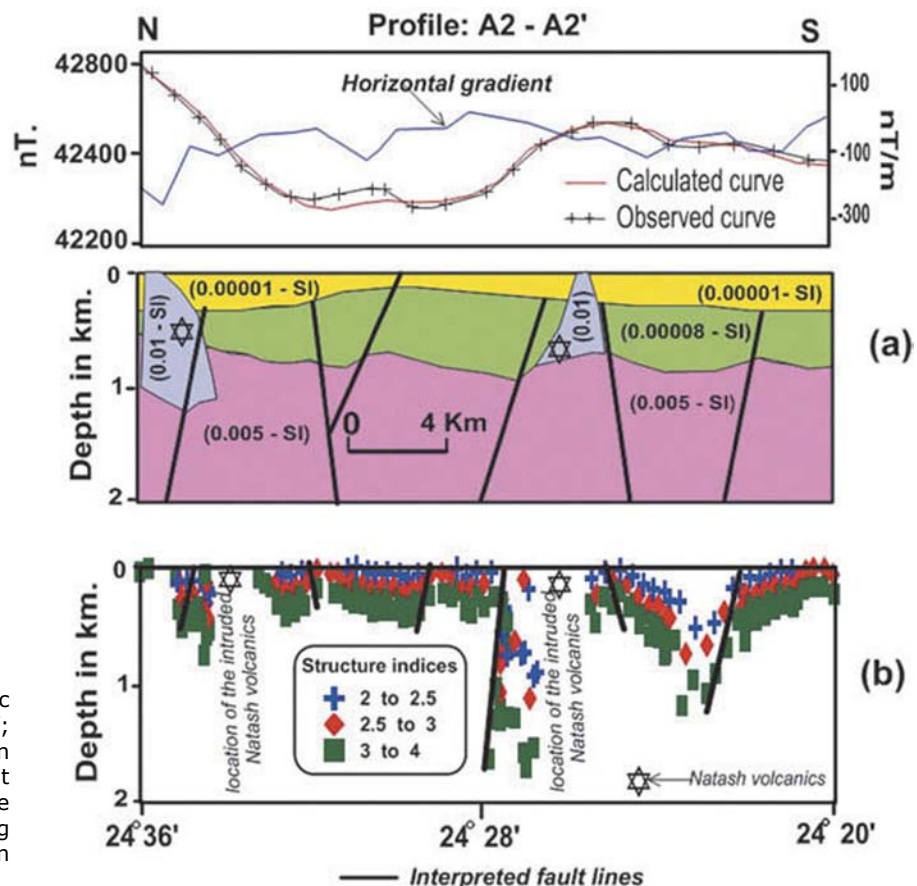 Profile: A2 - A2'
N
S
42800
42400
42200
nT.
Horizontal gradient
100
-100
-300
nT/m
Calculated curve
Observed curve
0
1
2
Depth in km.
(0.01 - SI)
(0.00001 - SI)
(0.01)
(0.00001- SI)
(0.00008 - SI)
(0.005 - SI)
(0.005 - SI)
0 4 Km
(a)
0
1
2
Depth in km.
location of the intruded
Natash volcanics
location of the intruded
Natash volcanics
Structure indices
2 to 2.5
2.5 to 3
3 to 4
Natash volcanics
(b)
24° 36'
24° 28'
24° 20'
Interpreted fault lines
c
;
n
t
e
g
n